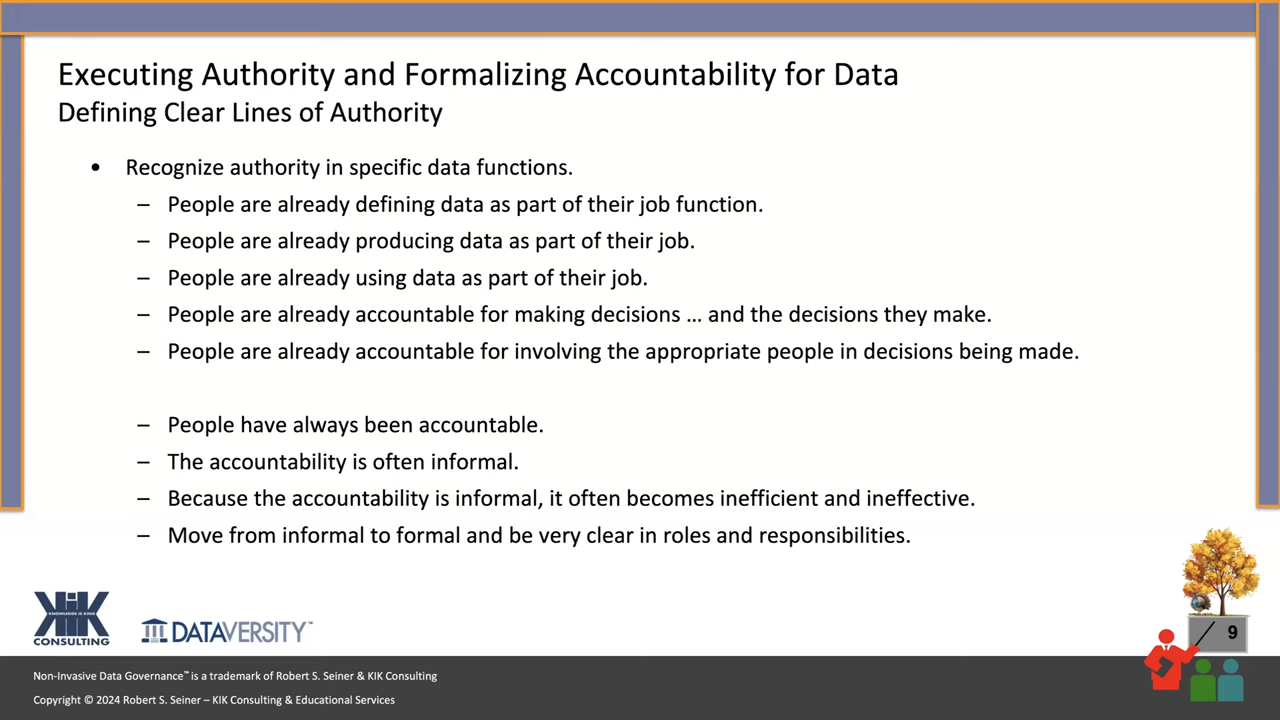 Executing Authority and Formalizing Accountability for Data
Defining Clear Lines of Authority
• Recognize authority in specific data functions.
– People are already defining data as part of their job function.
– People are already producing data as part of their job.
– People are already using data as part of their job.
– People are already accountable for making decisions … and the decisions they make.
– People are already accountable for involving the appropriate people in decisions being made.
– People have always been accountable.
– The accountability is often informal.
– Because the accountability is informal, it often becomes inefficient and ineffective.
– Move from informal to formal and be very clear in roles and responsibilities.
KIK
KNOWLEDGE IS KING
CONSULTING
DATAVERSITY™
9
Non-Invasive Data Governance™ is a trademark of Robert S. Seiner & KIK Consulting
Copyright © 2024 Robert S. Seiner – KIK Consulting & Educational Services